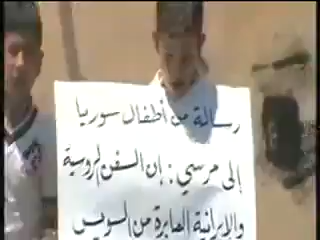 رسالة من أطفال سوريا
إلى مرسي : إن السفن الروسية
والإيرانية العابرة من السويس